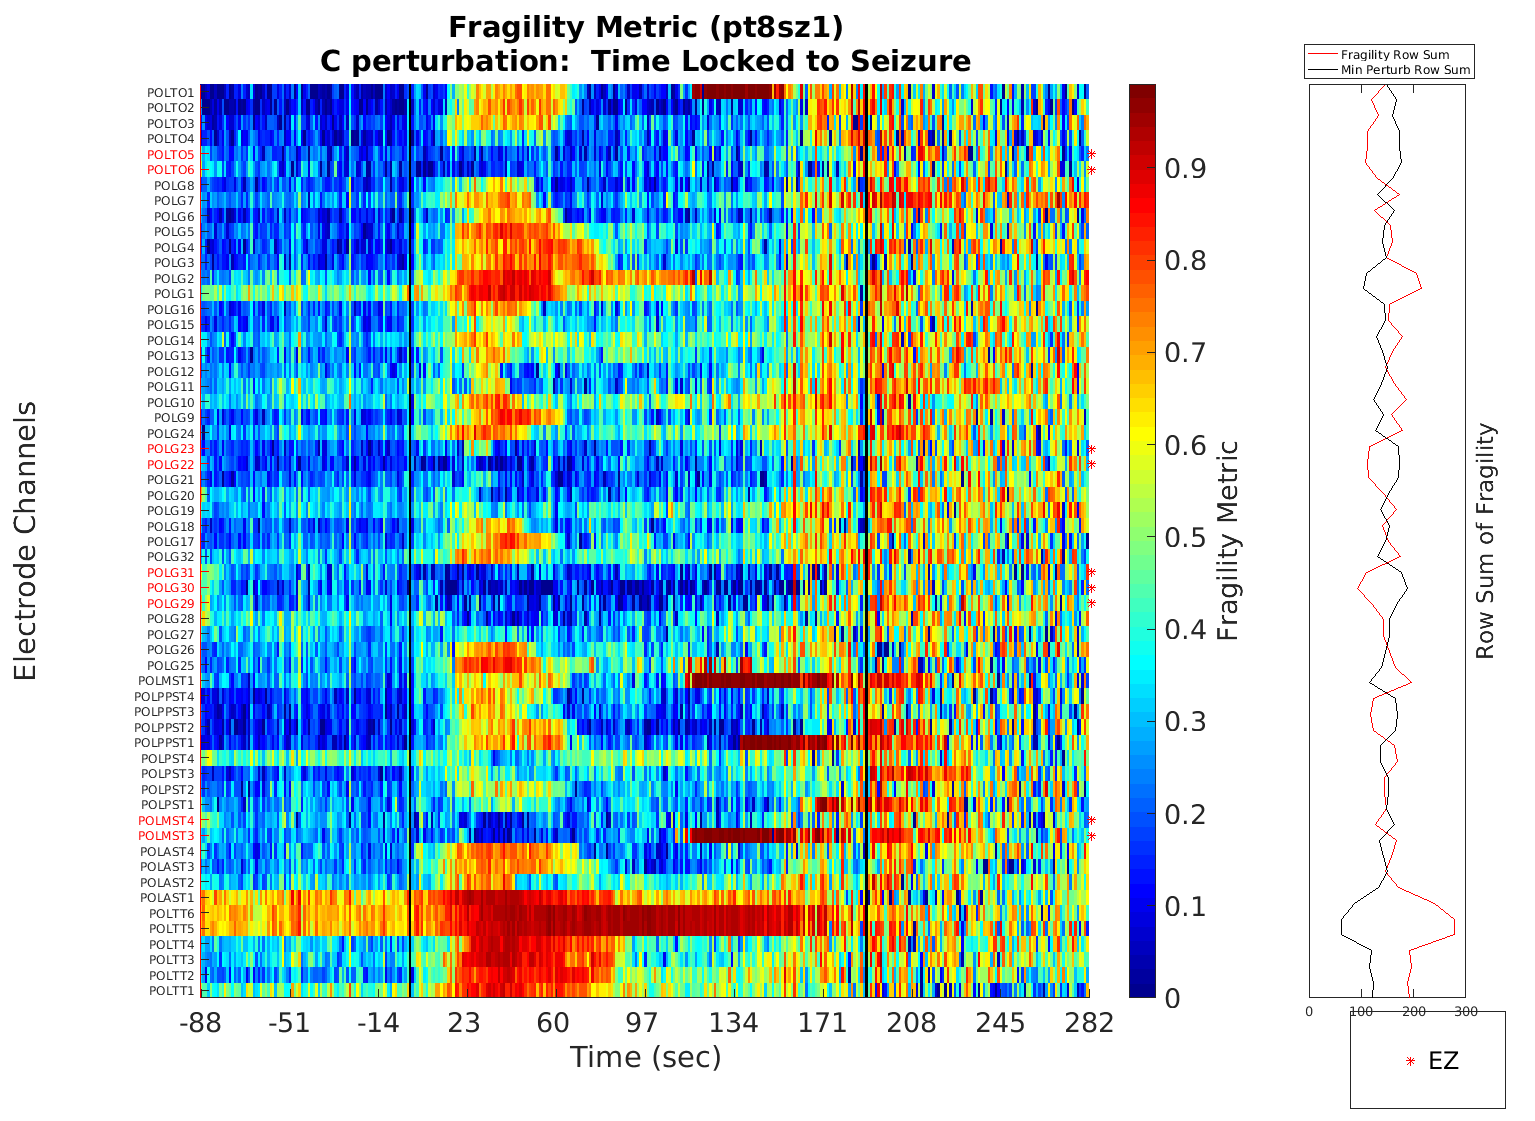 Fragility Metric (pt8sz1)
C perturbation:  Time Locked to Seizure
Electrode Channels
POLTO1
POLTO2
POLTO3
POLTO4
POLTO5
POLTO6
POLG8
POLG7
POLG6
POLG5
POLG4
POLG3
POLG2
POLG1
POLG16
POLG15
POLG14
POLG13
POLG12
POLG11
POLG10
POLG9
POLG24
POLG23
POLG22
POLG21
POLG20
POLG19
POLG18
POLG17
POLG32
POLG31
POLG30
POLG29
POLG28
POLG27
POLG26
POLG25
POLMST1
POLPPST4
POLPPST3
POLPPST2
POLPPST1
POLPST4
POLPST3
POLPST2
POLPST1
POLMST4
POLMST3
POLAST4
POLAST3
POLAST2
POLAST1
POLTT6
POLTT5
POLTT4
POLTT3
POLTT2
POLTT1
-88 -51 -14 23 60 97 134 171 208 245 282
Time (sec)
0.9
0.8
0.7
0.6
0.5
0.4
0.3
0.2
0.1
0
Fragility Metric
Fragility Row Sum
Min Perturb Row Sum
0 100 200 300
Row Sum of Fragility
EZ